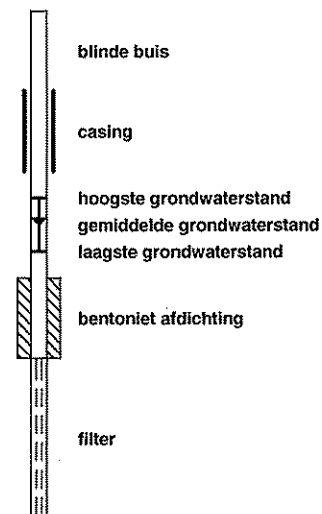 blinde buis
casing
hoogste grondwaterstand
gemiddelde grondwaterstand
laagste grondwaterstand
bentoniet afdichting
filter